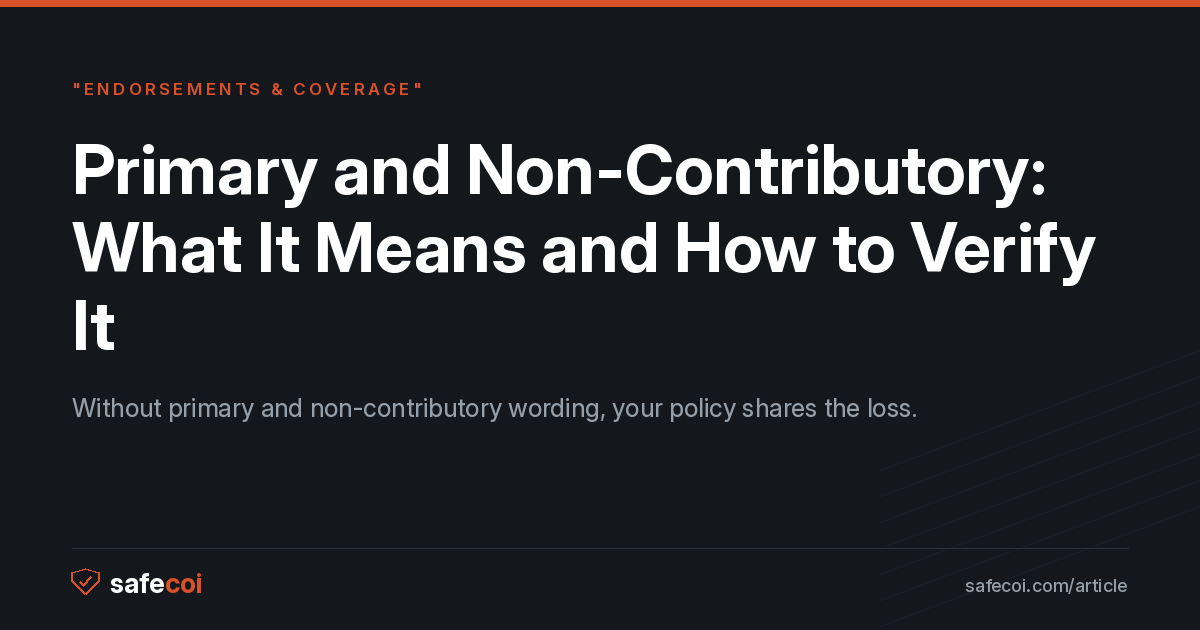 "ENDORSEMENTS & COVERAGE"
Primary and Non-Contributory:
What It Means and How to Verify
It
Without primary and non-contributory wording, your policy shares the loss.
safecoi
safecoi.com/article